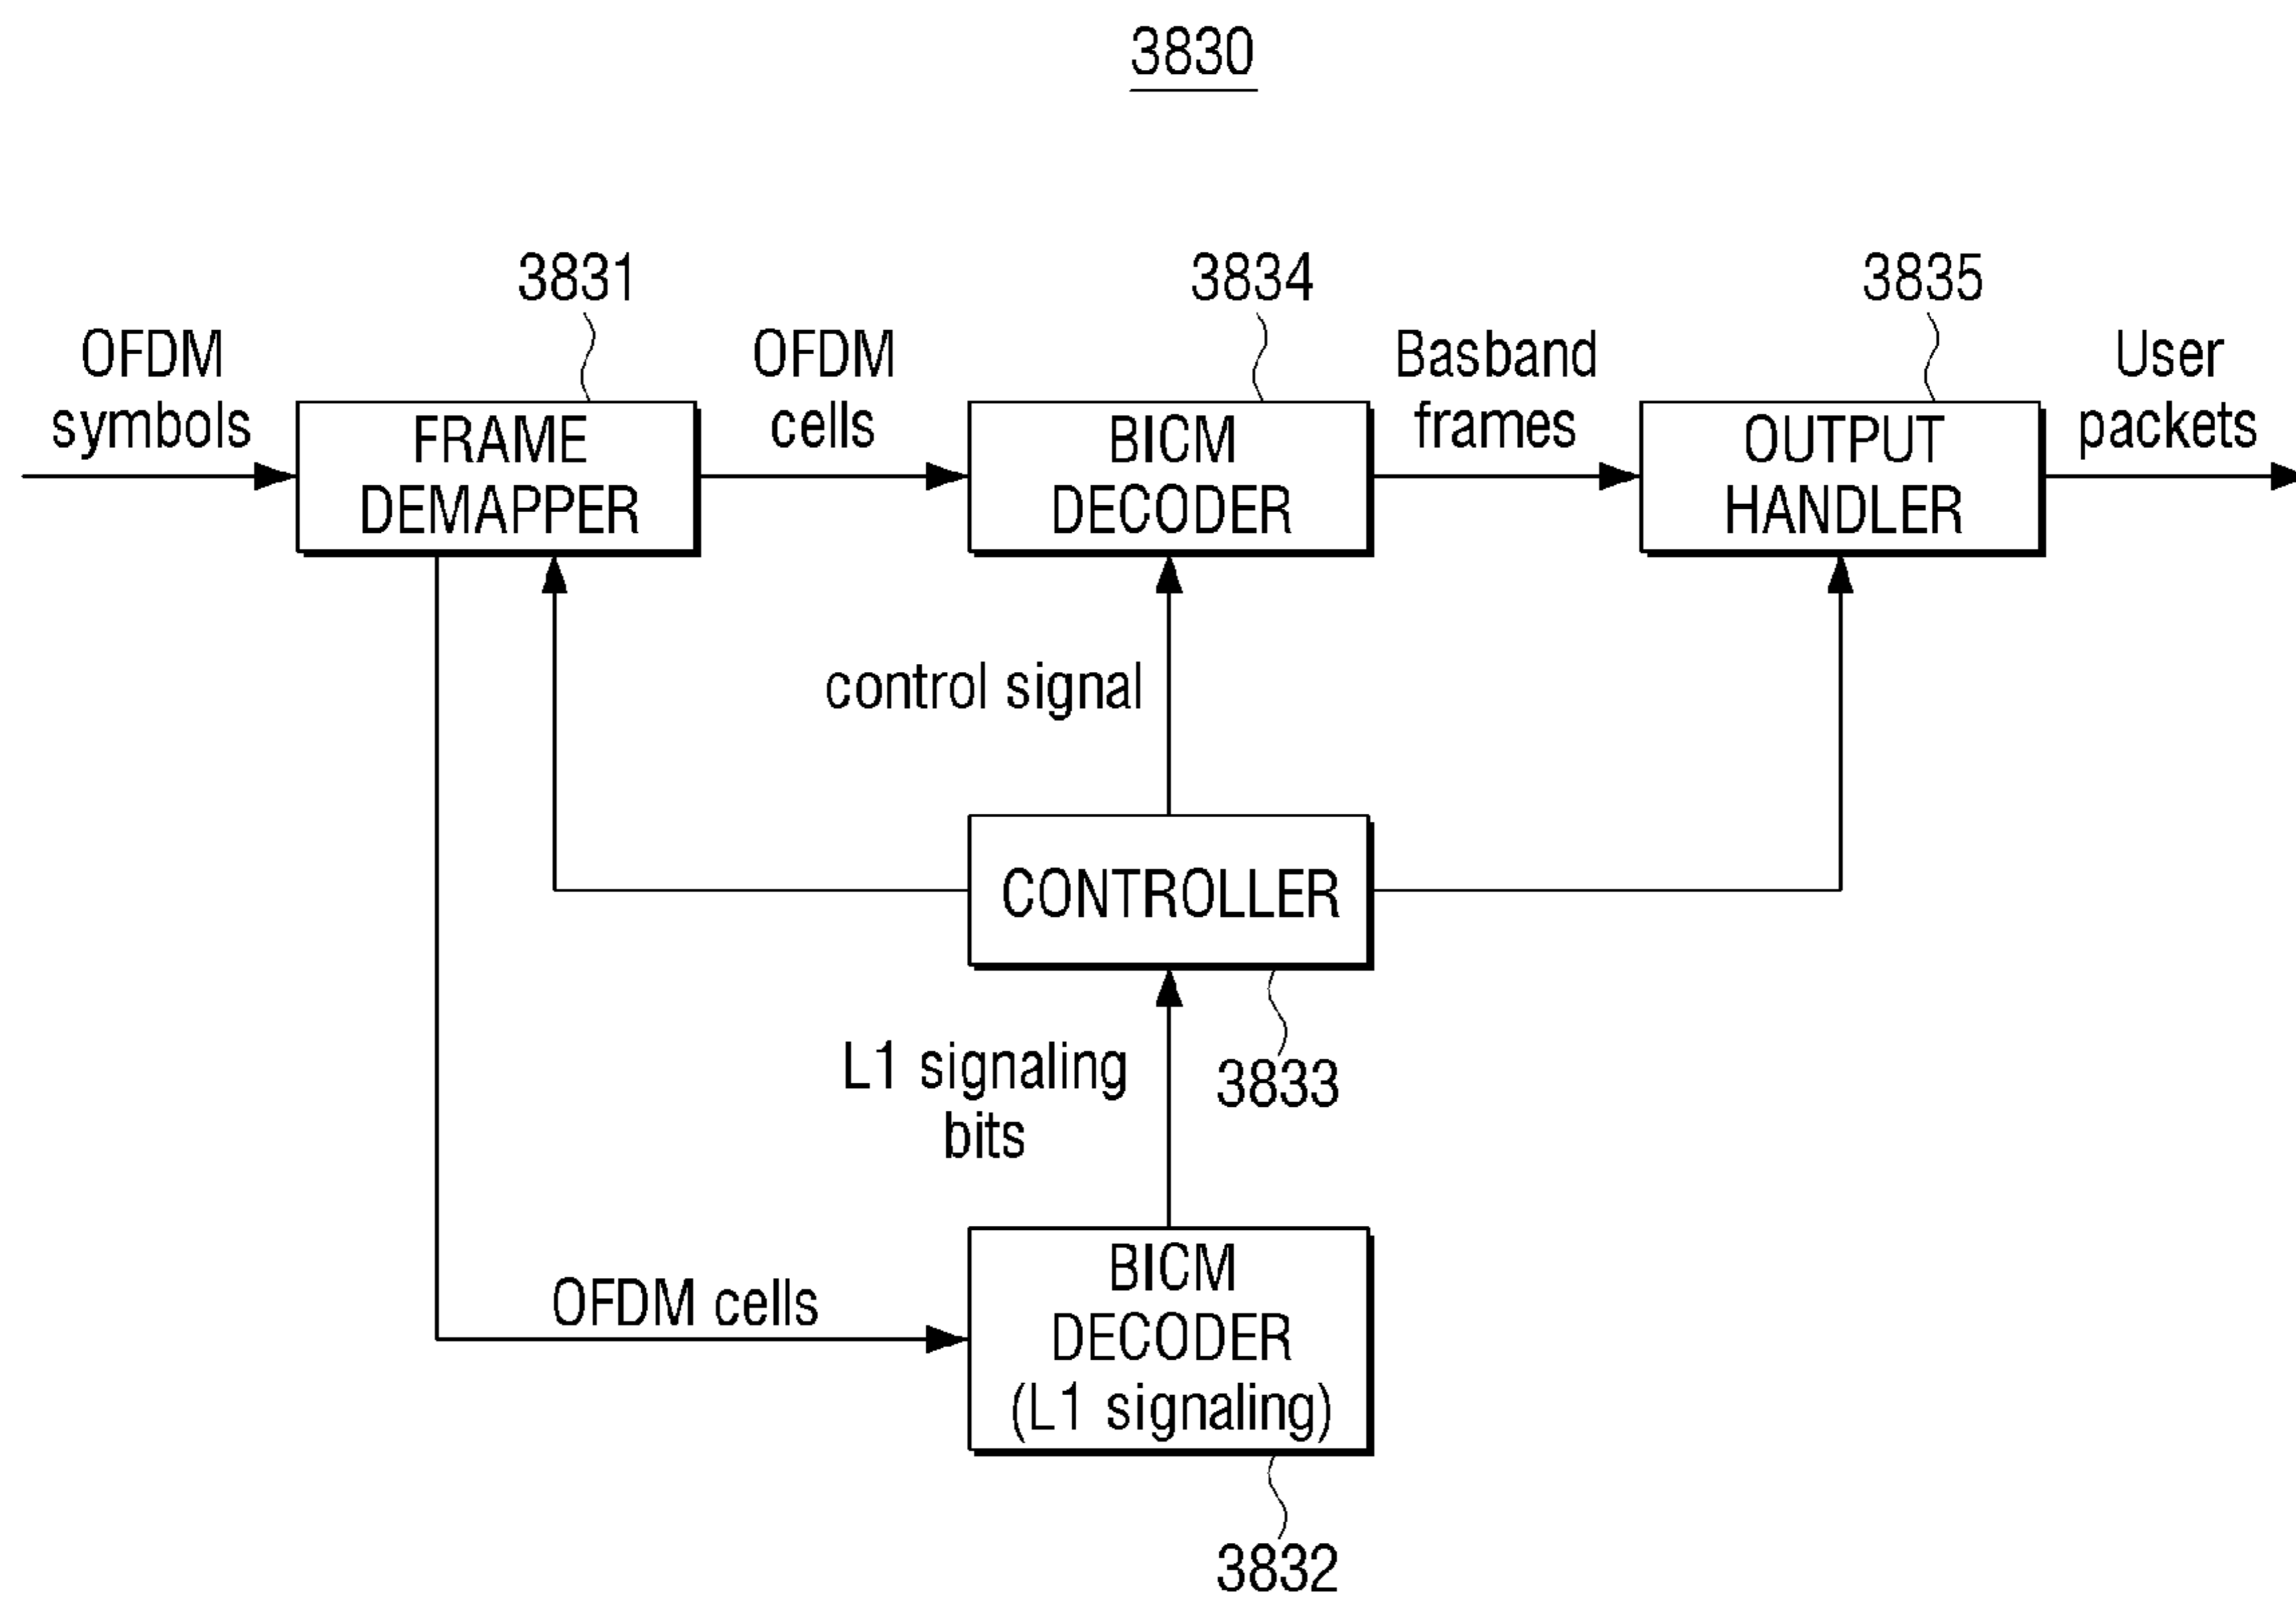 3830
3831
3834
3835
OFDM
symbols
OFDM
cells
Basband
frames
User
packets
FRAME
DEMAPPER
BICM
DECODER
OUTPUT
HANDLER
control signal
CONTROLLER
L1 signaling
bits
3833
OFDM cells
BICM
DECODER
(L1 signaling)
3832